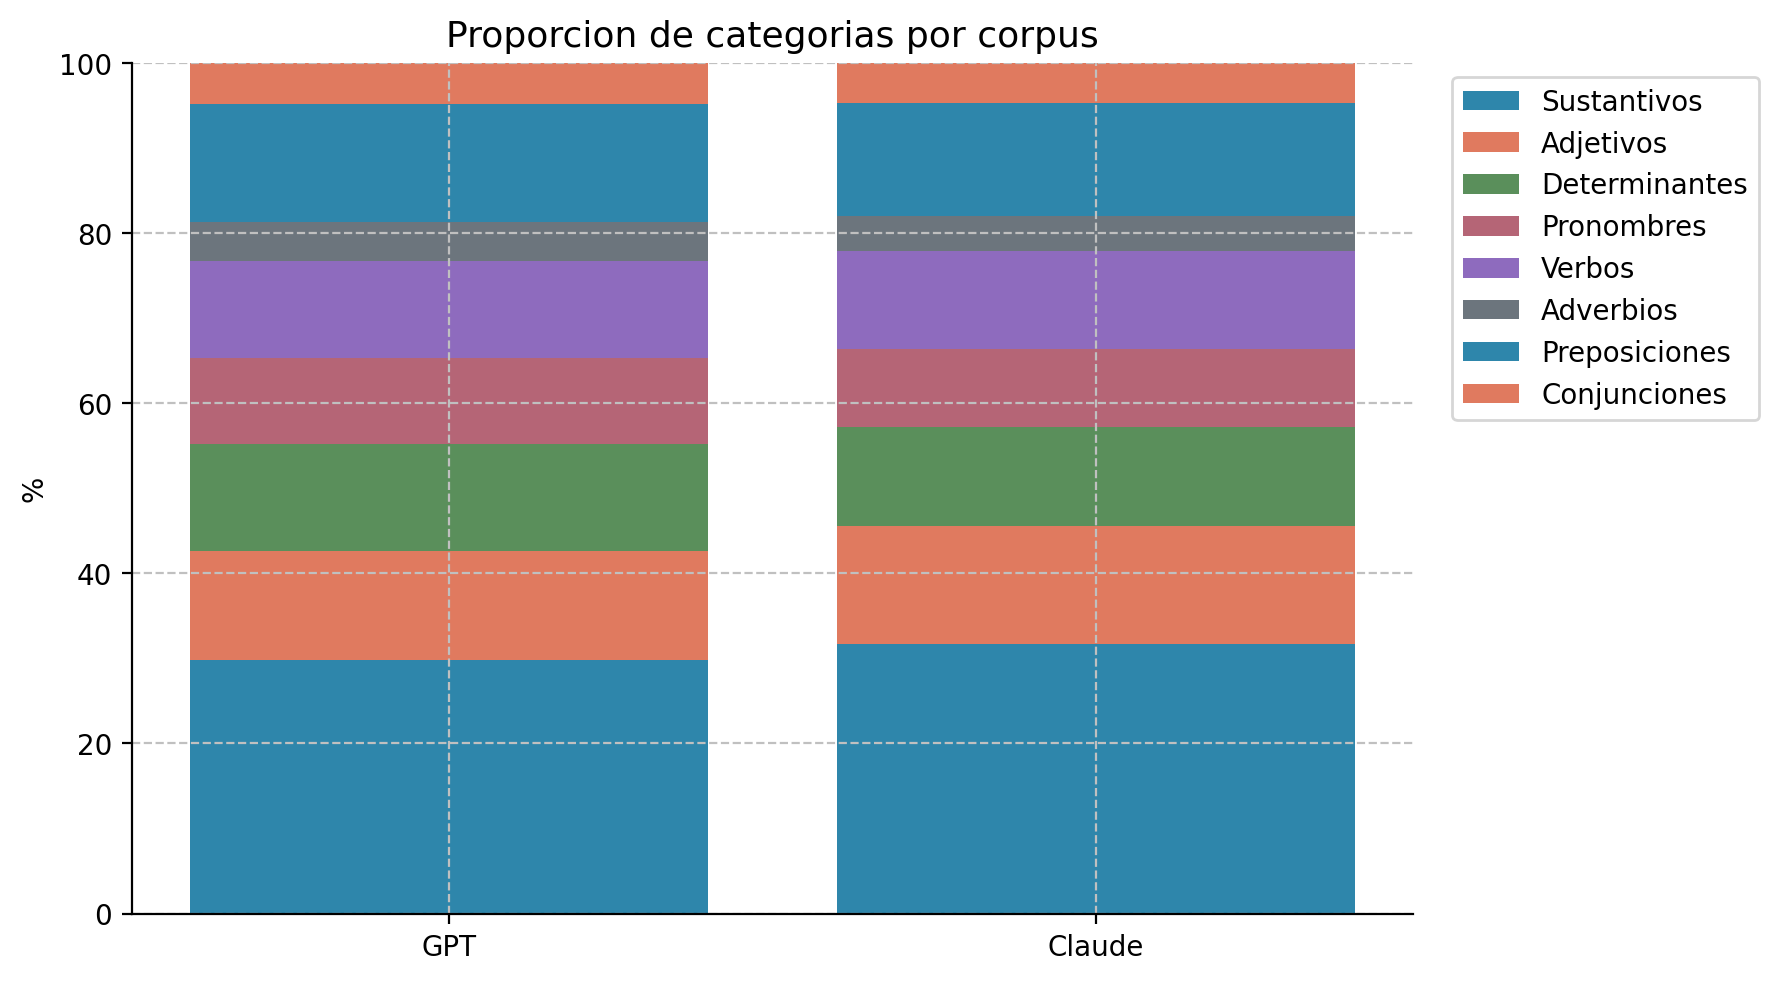 Proporcion de categorias por corpus
100
80
60
40
20
0
%
GPT
Claude
Sustantivos
Adjetivos
Determinantes
Pronombres
Verbos
Adverbios
Preposiciones
Conjunciones